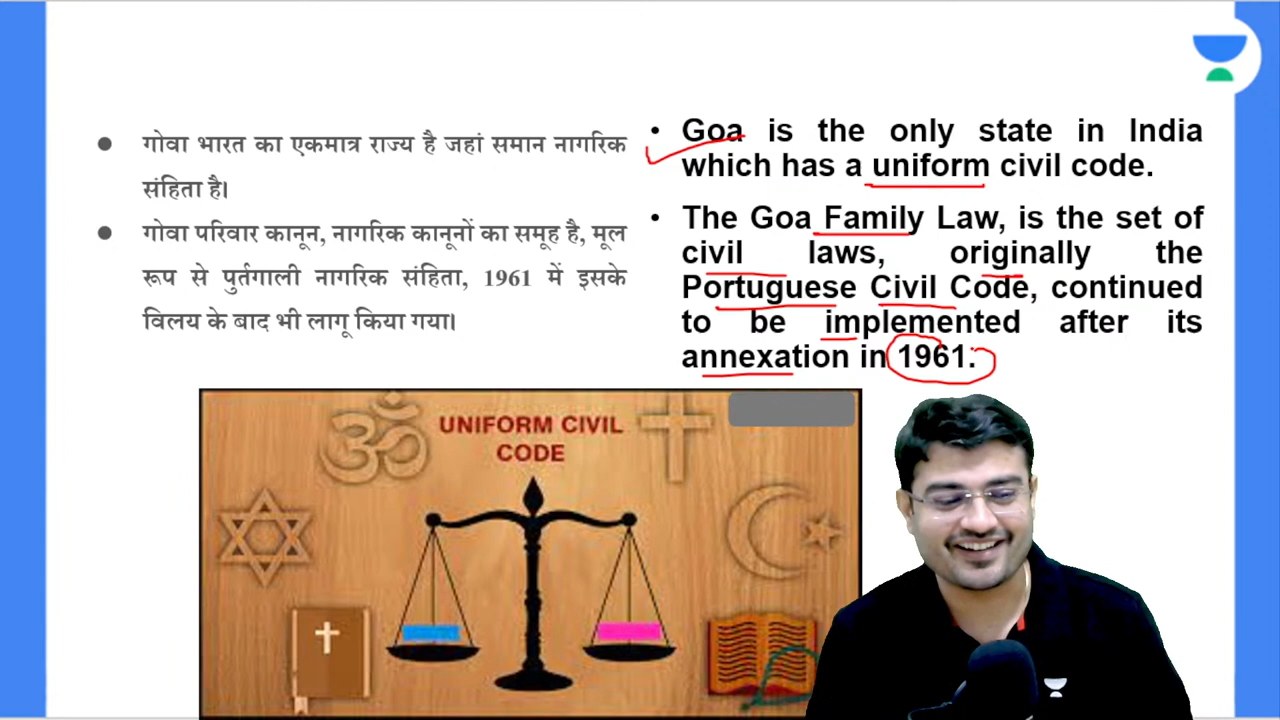 गोवा भारत का एकमात्र राज्य है जहां समान नागरिक
संहिता है।
गोवा परिवार कानून, नागरिक कानूनों का समूह है, मूल
रूप से पुर्तगाली नागरिक संहिता, 1961 में इसके
विलय के बाद भी लागू किया गया।
Goa is the only state in India
which has a uniform civil code.
The Goa Family Law, is the set of
civil laws, originally the
Portuguese Civil Code, continued
to be implemented after its
annexation in 1961.
UNIFORM CIVIL
CODE